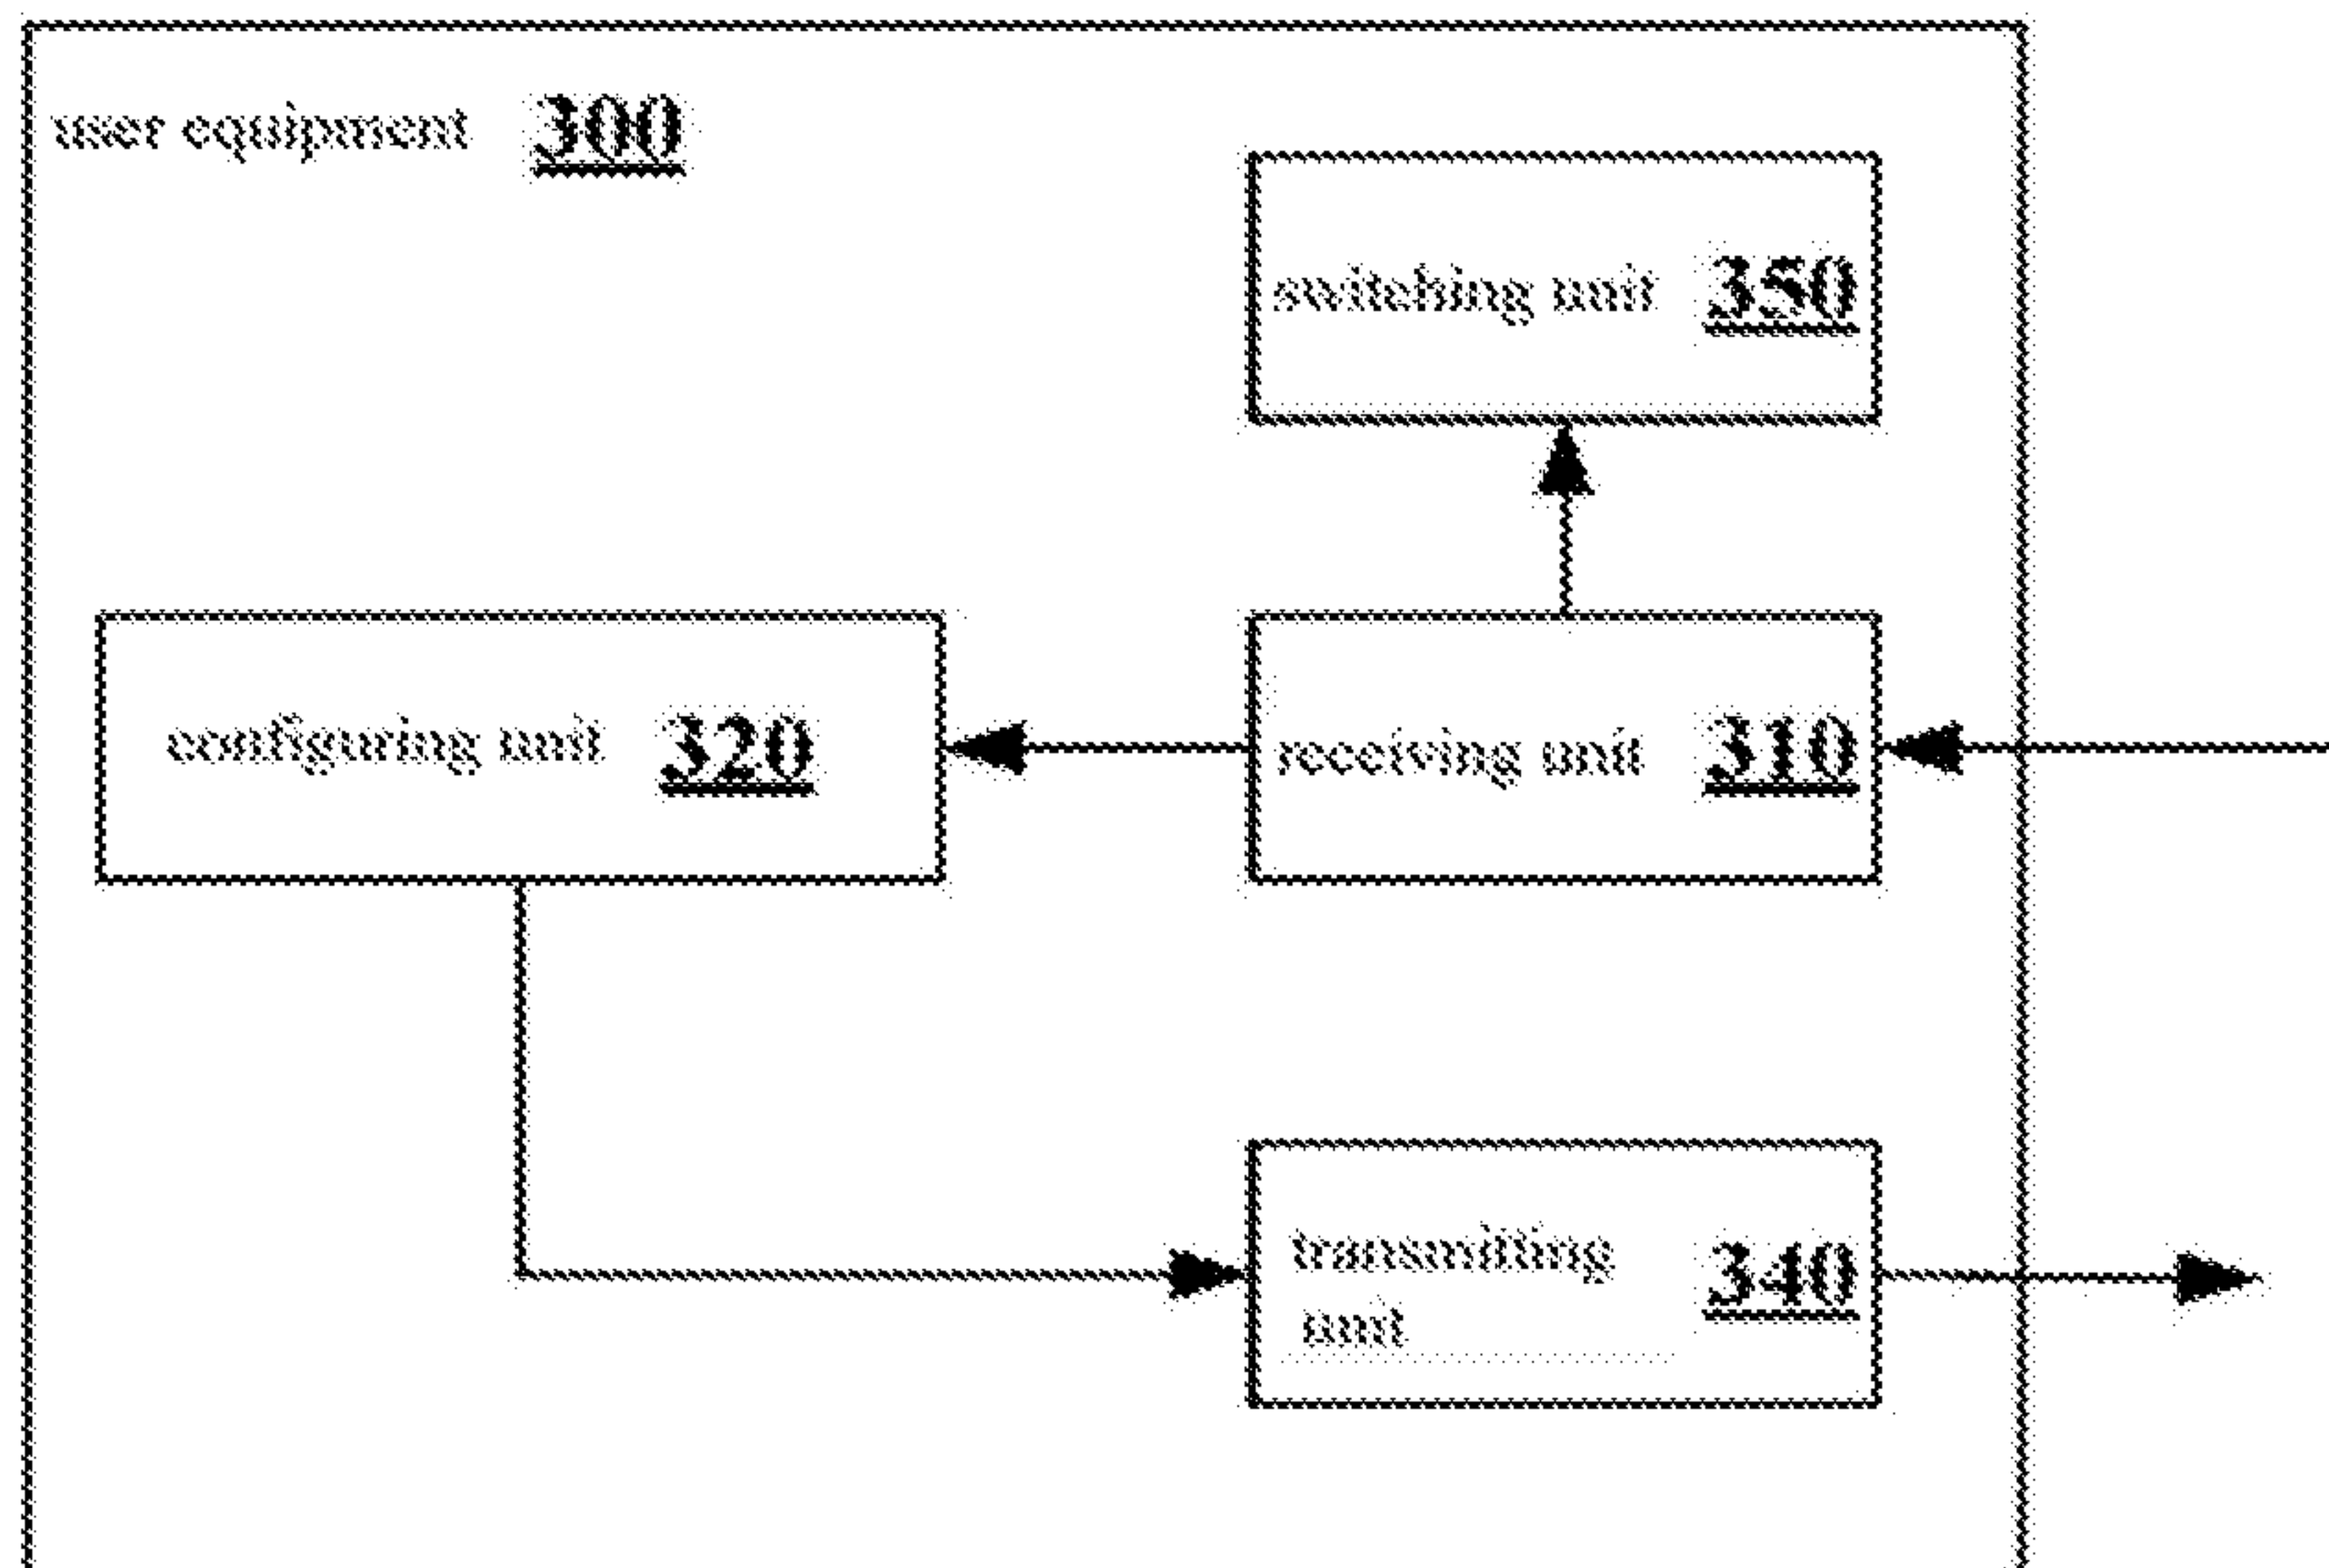 user equipment 300
switching unit 350
configuring unit 320
receiving unit 310
transmitting 340
unit